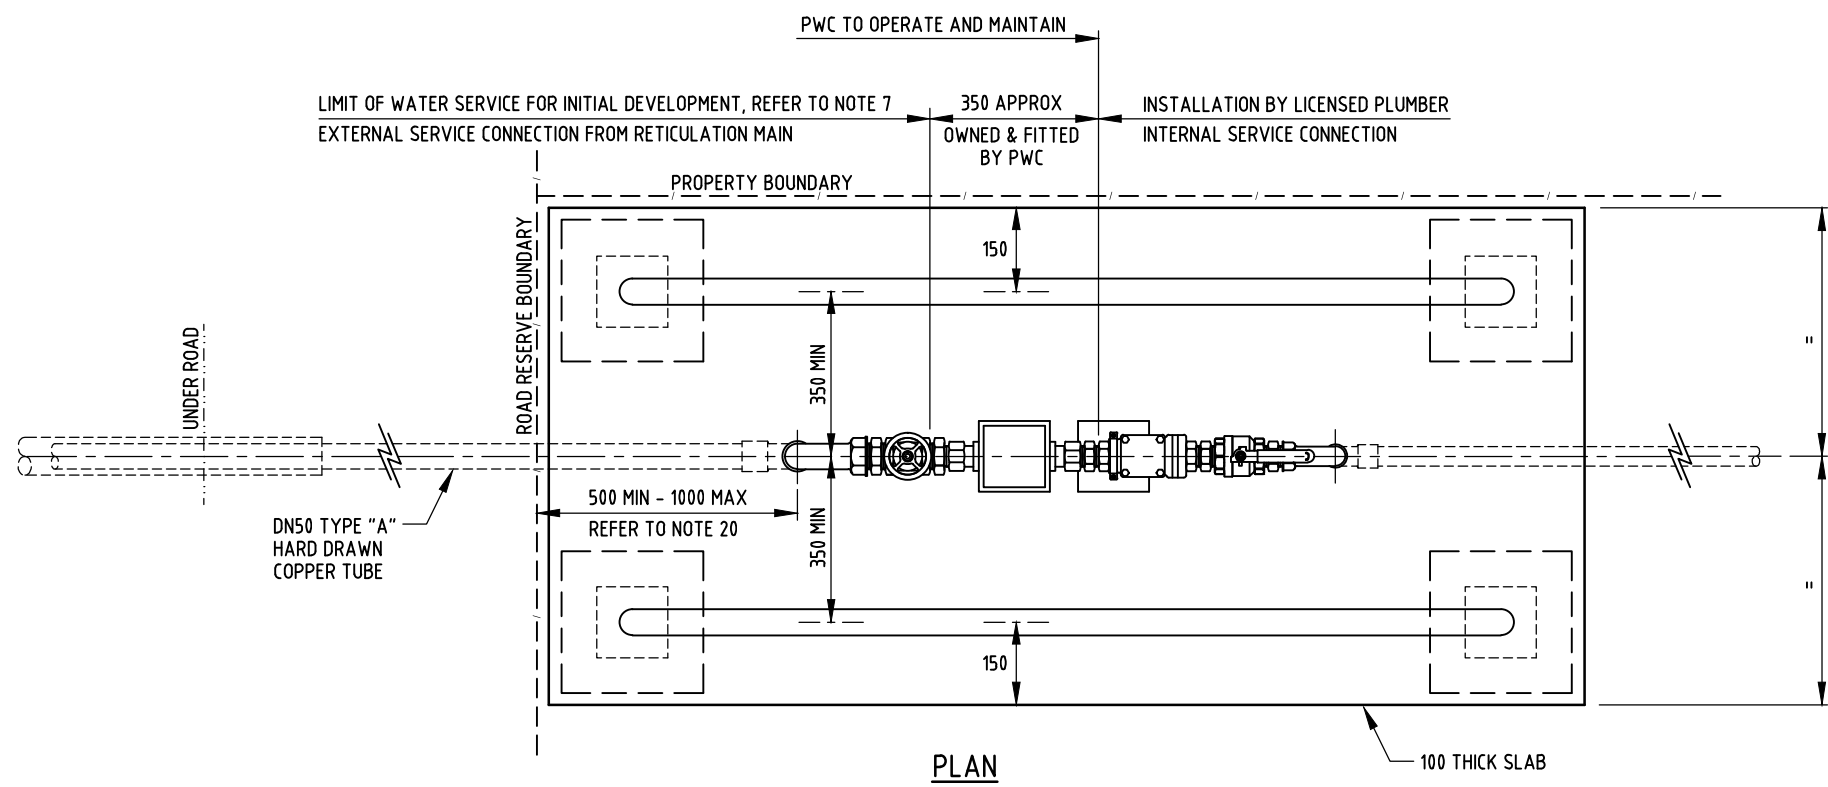 PWC TO OPERATE AND MAINTAIN
LIMIT OF WATER SERVICE FOR INITIAL DEVELOPMENT, REFER TO NOTE 7
EXTERNAL SERVICE CONNECTION FROM RETICULATION MAIN
350 APPROX
OWNED & FITTED
BY PWC
INSTALLATION BY LICENSED PLUMBER
INTERNAL SERVICE CONNECTION
PROPERTY BOUNDARY
ROAD RESERVE BOUNDARY
150
350 MIN
UNDER ROAD
=
500 MIN - 1000 MAX
REFER TO NOTE 20
350 MIN
DN50 TYPE "A"
HARD DRAWN
COPPER TUBE
=
150
100 THICK SLAB
PLAN